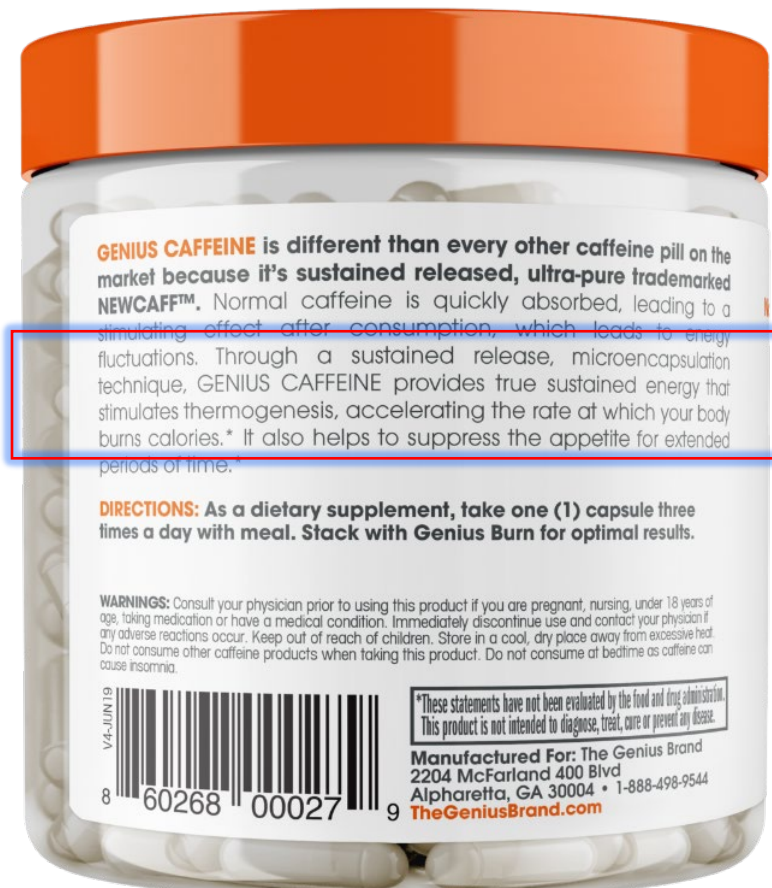 GENIUS CAFFEINE is different than every other caffeine pill on the
market because it's sustained released, ultra-pure trademarked
NEWCAFF™. Normal caffeine is quickly absorbed, leading to a
stimulating effect after consumption, which leads to energy
fluctuations. Through a sustained release, microencapsulation
technique, GENIUS CAFFEINE provides true sustained energy that
stimulates thermogenesis, accelerating the rate at which your body
burns calories.* It also helps to suppress the appetite for extended
periods of time.*
DIRECTIONS: As a dietary supplement, take one (1) capsule three
times a day with meal. Stack with Genius Burn for optimal results.
WARNINGS: Consult your physician prior to using this product if you are pregnant, nursing, under 18 years of
age, taking medication or have a medical condition. Immediately discontinue use and contact your physician if
any adverse reactions occur. Keep out of reach of children. Store in a cool, dry place away from excessive heat.
Do not consume other caffeine products when taking this product. Do not consume at bedtime as caffeine can
cause insomnia.
V4-JUN19
8 60268 00027 9
*These statements have not been evaluated by the food and drug administration.
This product is not intended to diagnose, treat, cure or prevent any disease.
Manufactured For: The Genius Brand
2204 McFarland 400 Blvd
Alpharetta, GA 30004 • 1-888-498-9544
TheGeniusBrand.com